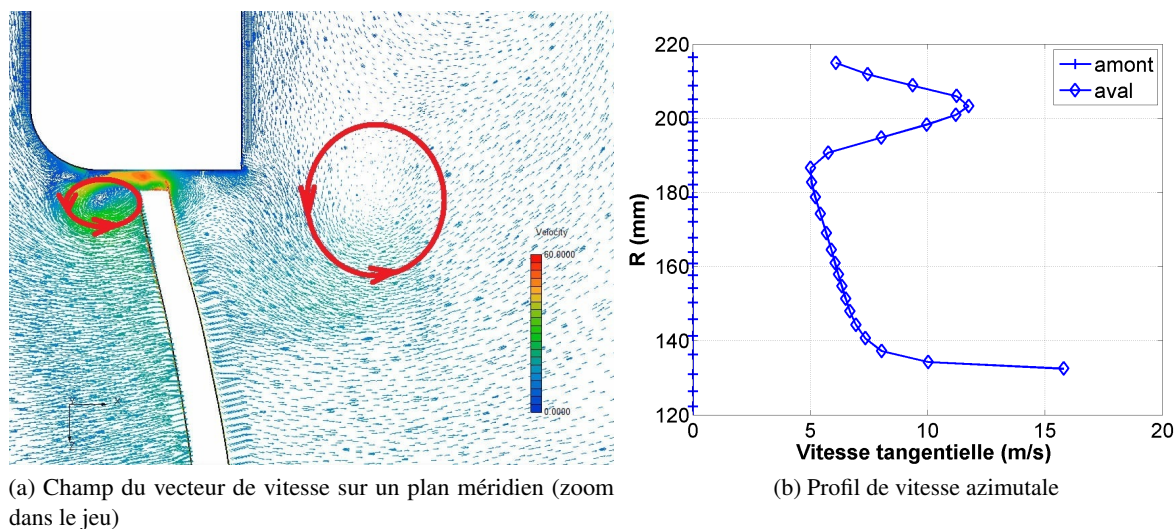 Velocity
60.0000
0.0000
(a) Champ du vecteur de vitesse sur un plan méridien (zoom
dans le jeu)
220
200
180
160
140
120
R (mm)
0
5
10
15
20
Vitesse tangentielle (m/s)
amont
aval
(b) Profil de vitesse azimutale